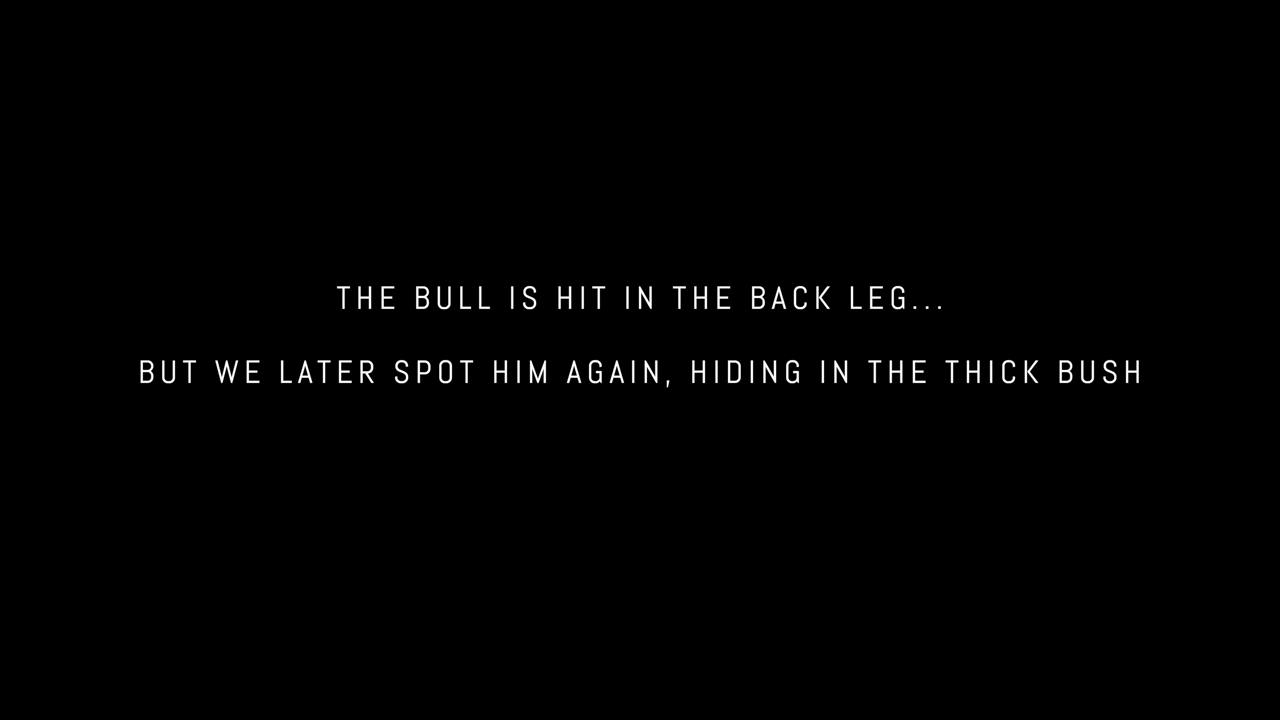 THE BULL IS HIT IN THE BACK LEG...
BUT WE LATER SPOT HIM AGAIN, HIDING IN THE THICK BUSH